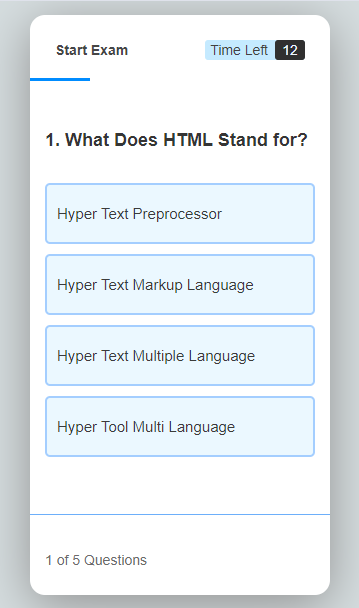 Start Exam
Time Left 12
1. What Does HTML Stand for?
Hyper Text Preprocessor
Hyper Text Markup Language
Hyper Text Multiple Language
Hyper Tool Multi Language
1 of 5 Questions